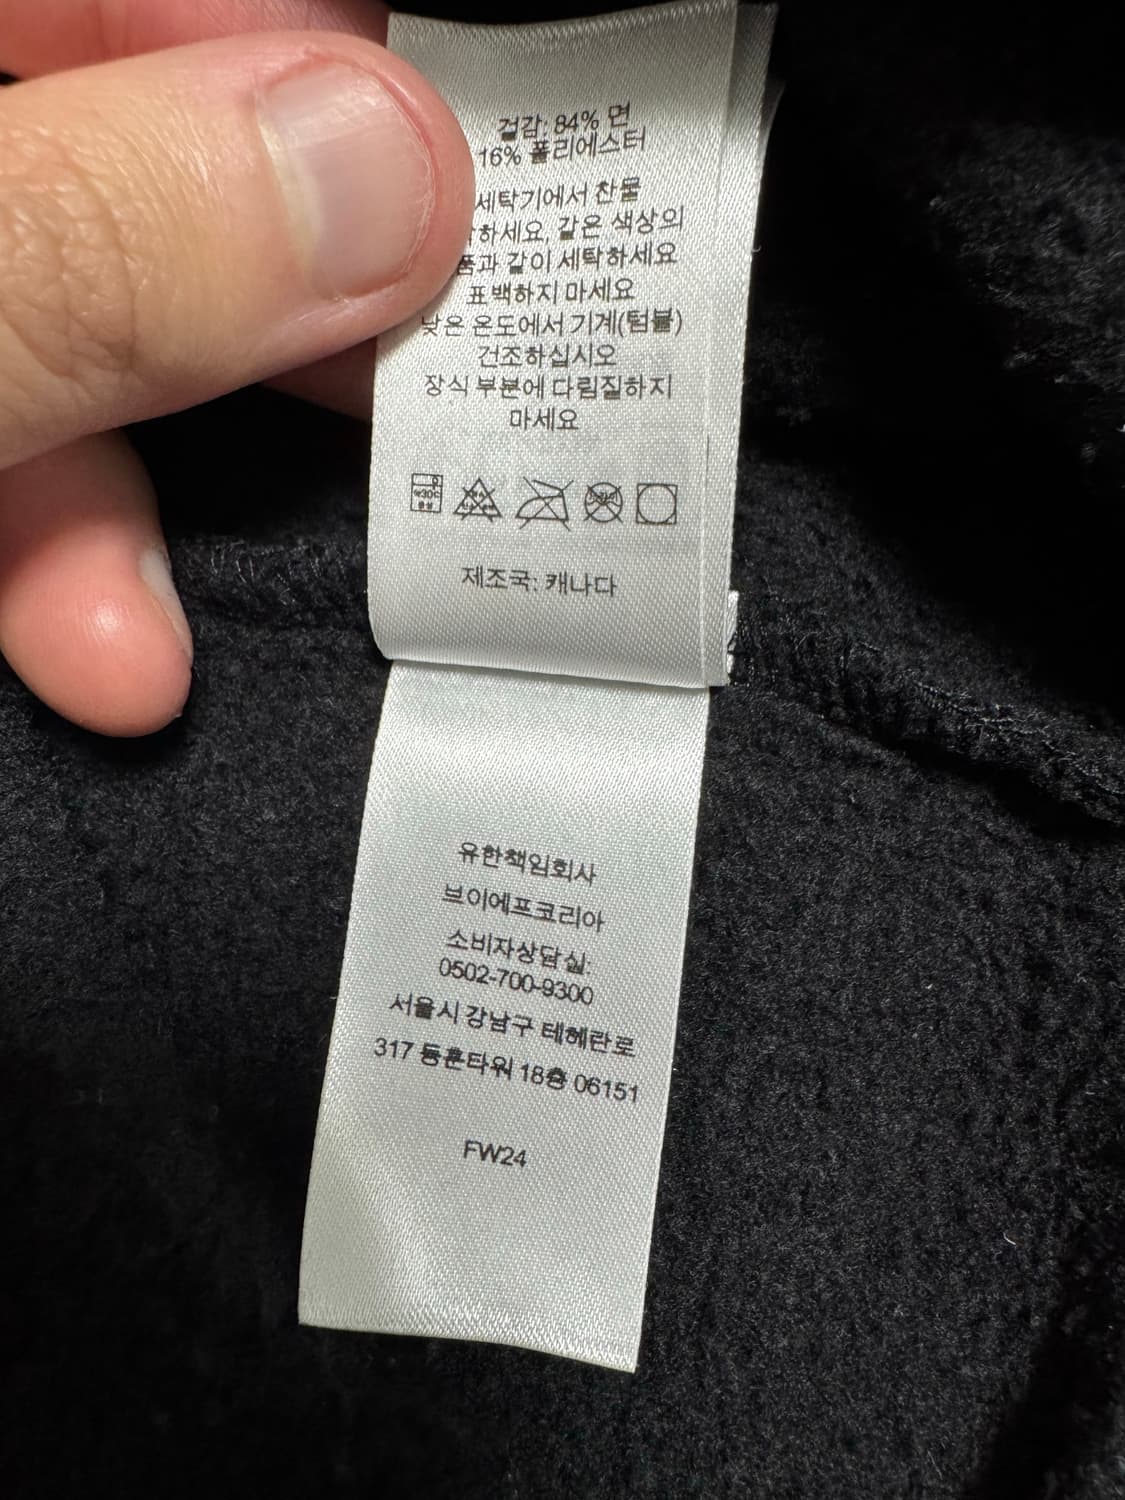 겉감: 84% 면
16% 폴리에스터
세탁기에서 찬물
하세요, 같은 색상의
품과 같이 세탁하세요
표백하지 마세요
낮은 온도에서 기계(텀블)
건조하십시오
장식 부분에 다림질하지
마세요
제조국: 캐나다
유한책임회사
브이에프코리아
소비자상담실:
0502-700-9300
서울시 강남구 테헤란로
317 동훈타워 18층 06151
FW24